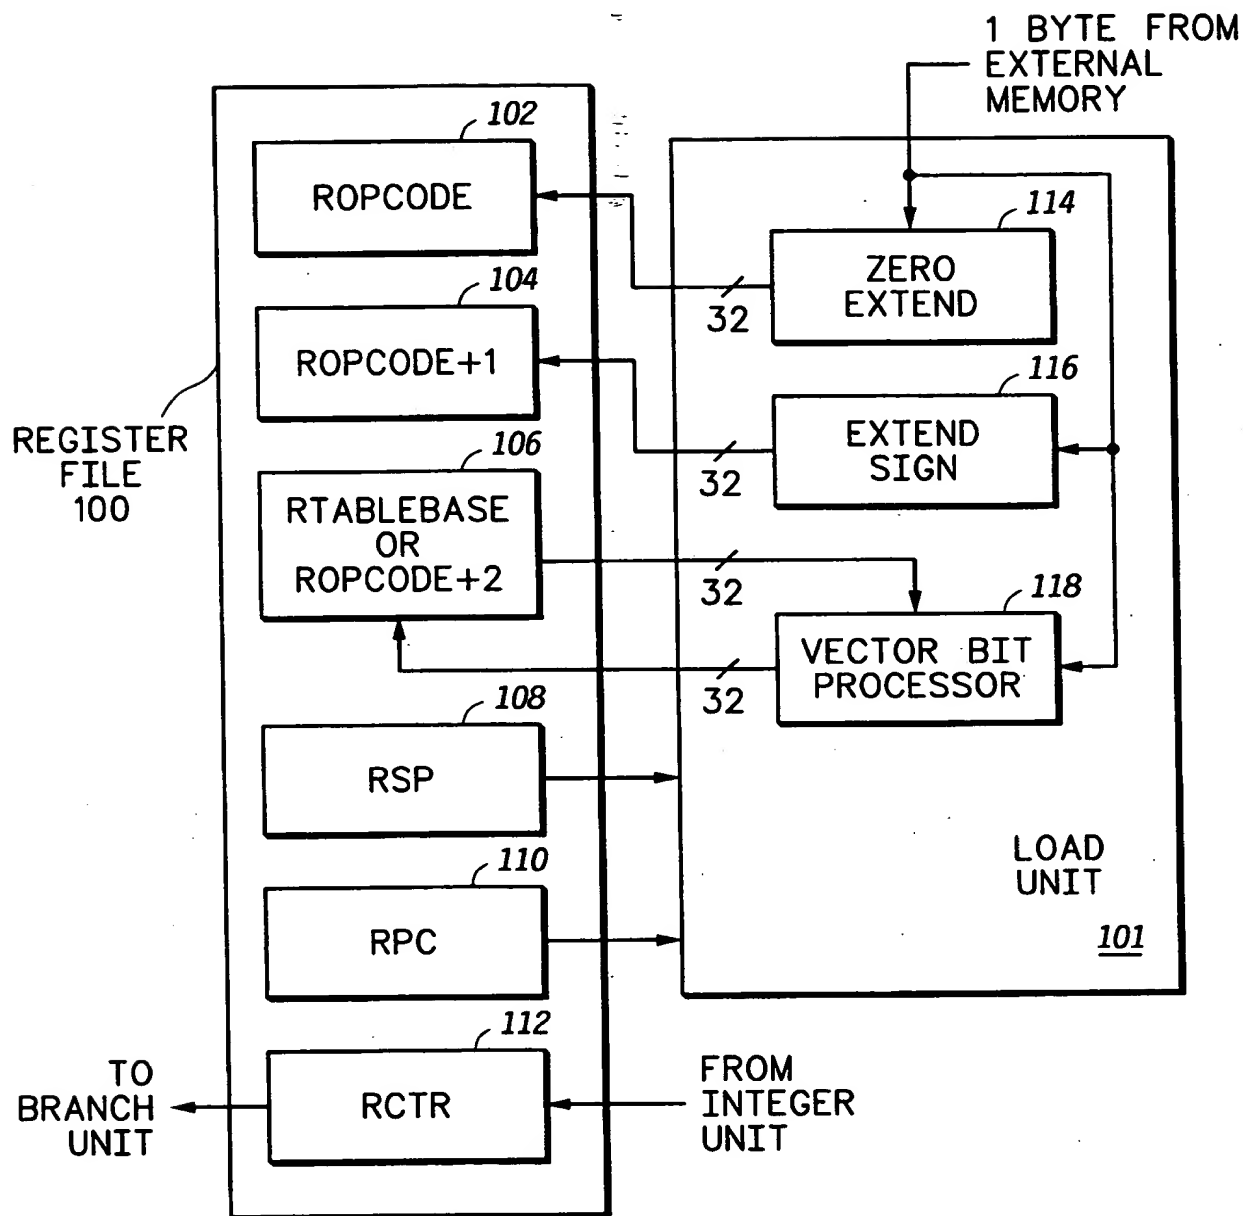 1 BYTE FROM
EXTERNAL
MEMORY
102
ROPCODE
114
ZERO
EXTEND
32
104
ROPCODE+1
116
EXTEND
SIGN
32
REGISTER
FILE
100
106
RTABLEBASE
OR
ROPCODE+2
32
118
VECTOR BIT
PROCESSOR
32
108
RSP
LOAD
UNIT
101
110
RPC
112
RCTR
TO
BRANCH
UNIT
FROM
INTEGER
UNIT